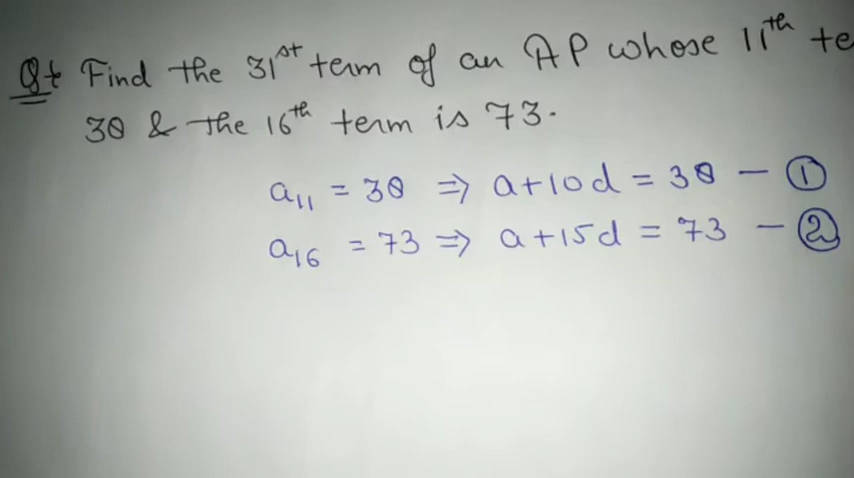 Q+ Find the 31st term of an AP whose 11th te
38 & the 16th term is 73.
a11 = 38 => a+10d = 38 - ①
a16 = 73 => a+15d = 73 - ②